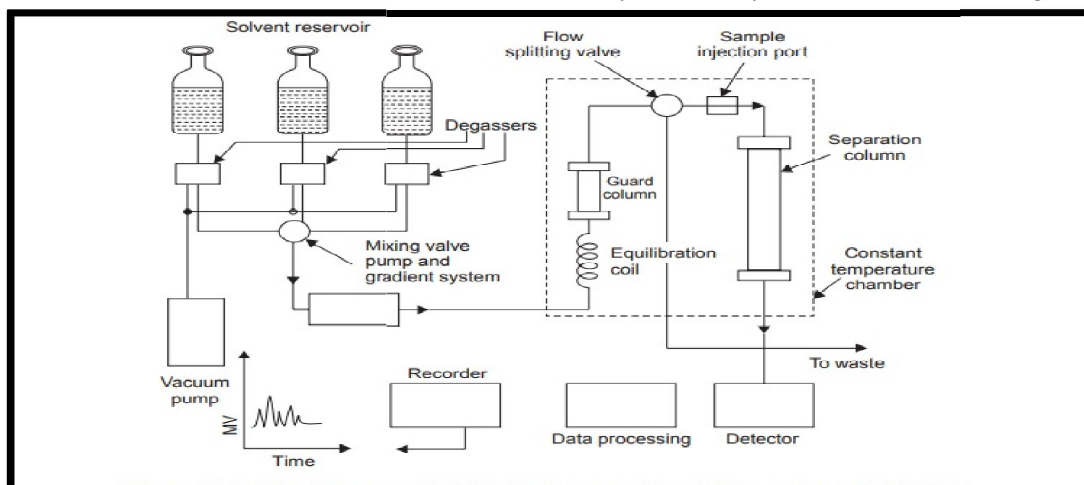 Solvent reservoir
Flow
splitting valve
Sample
injection port
Degassers
Separation
column
Guard
column
Mixing valve
pump and
gradient system
Equilibration
coil
Constant
temperature
chamber
To waste
Vacuum
pump
MV
Time
Recorder
Data processing
Detector